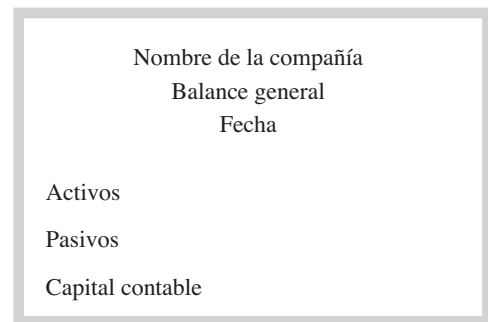 Nombre de la compañía
Balance general
Fecha
Activos
Pasivos
Capital contable